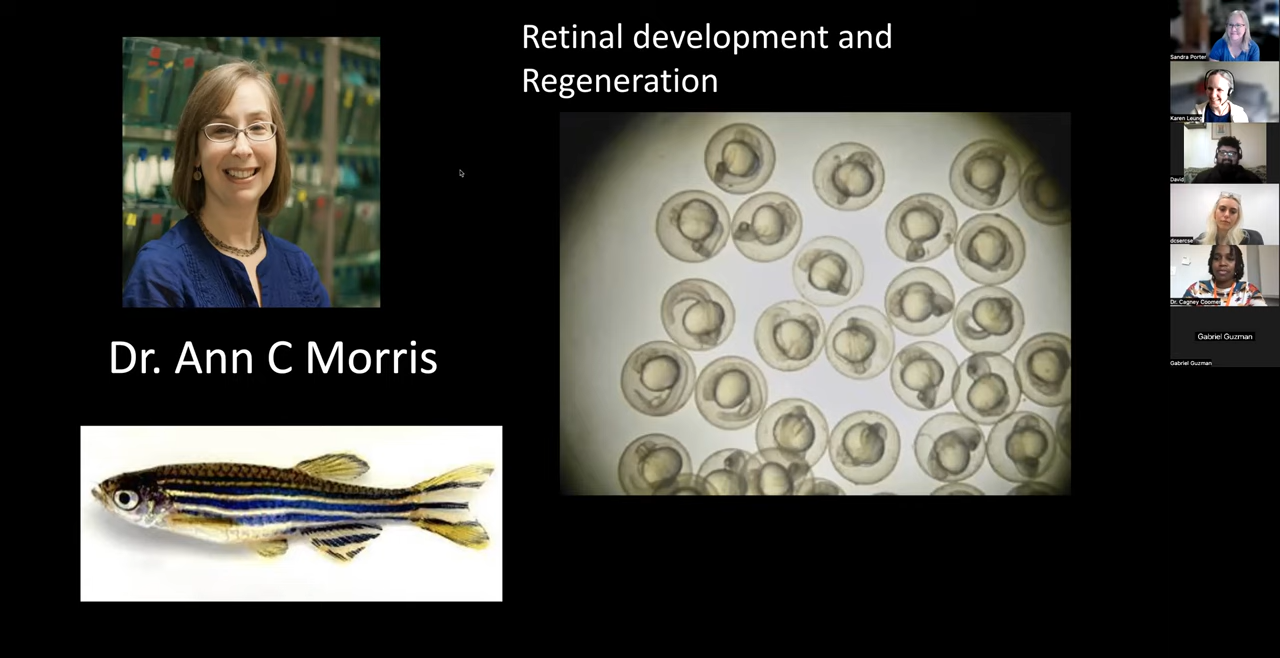 Retinal development and
Regeneration
Dr. Ann C Morris
Sandra Porter
Karen Leung
David
dcsercse
Dr. Cagney Coomer
Gabriel Guzman
Gabriel Guzman